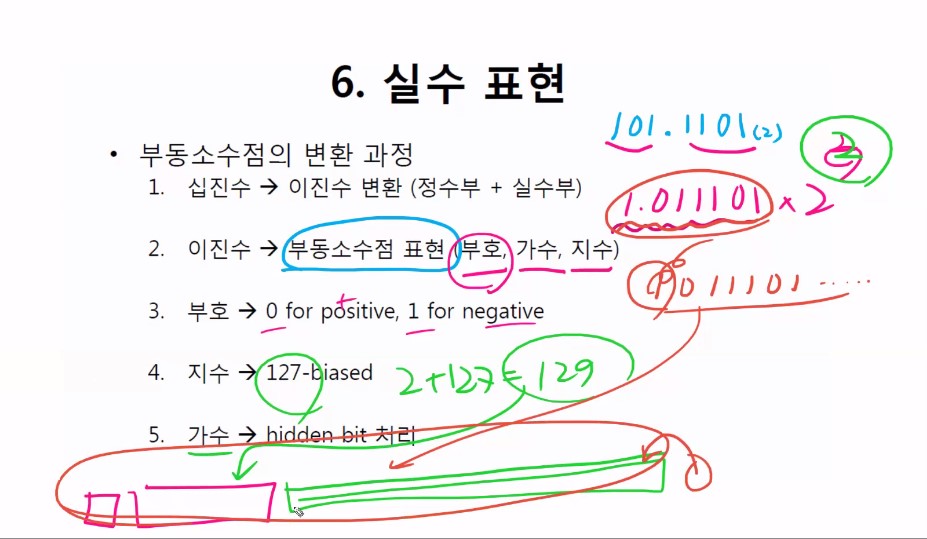 6. 실수 표현
101.1101(2)
• 부동소수점의 변환 과정
1. 십진수 → 이진수 변환 (정수부 + 실수부)
1.011101 × 2
2
2. 이진수 → 부동소수점 표현 (부호, 가수, 지수)
011101 ......
3. 부호 → 0 for positive, 1 for negative
+
4. 지수 → 127-biased
2+127=129
5. 가수 → hidden bit 처리